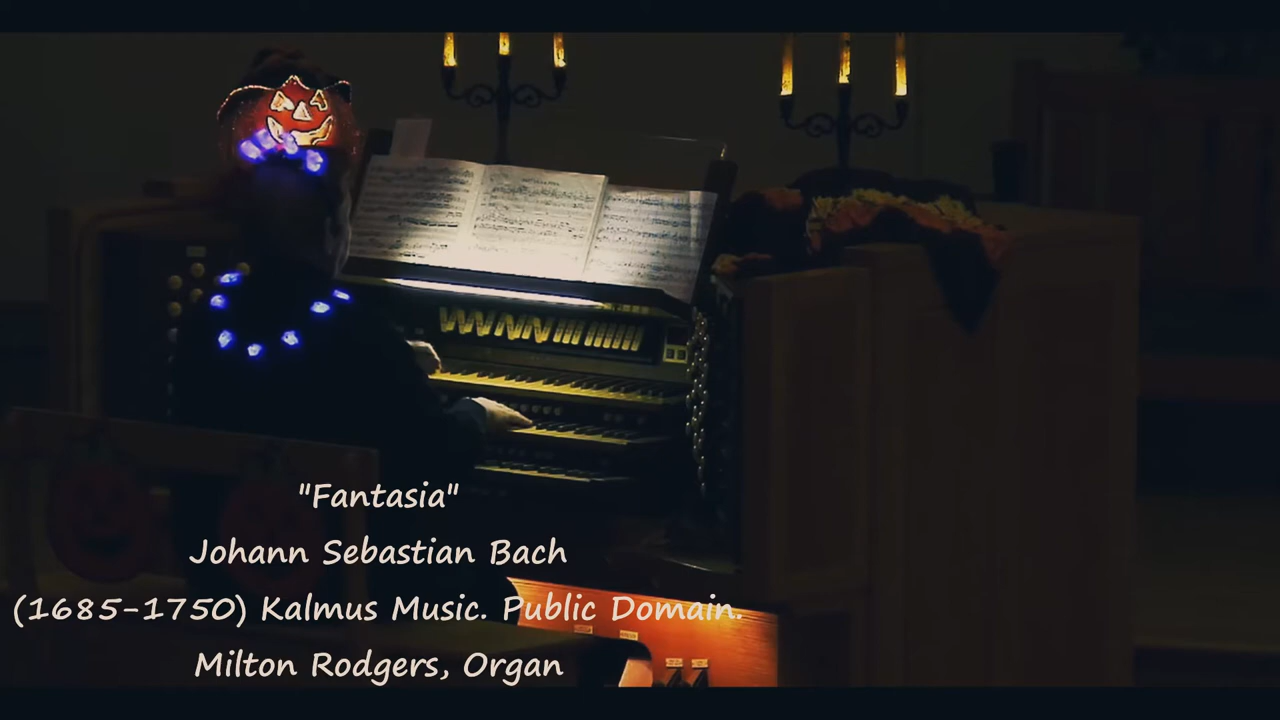 "Fantasia"
Johann Sebastian Bach
(1685-1750) Kalmus Music. Public Domain.
Milton Rodgers, Organ